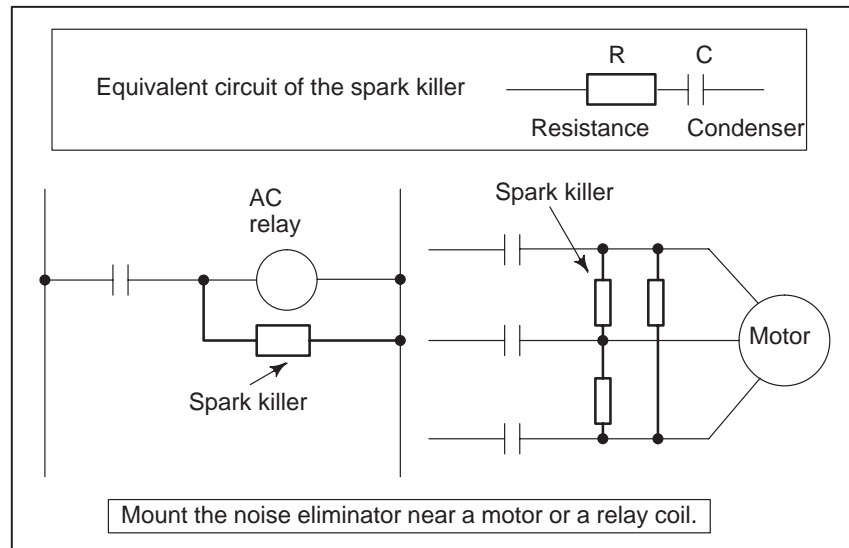 R C
Equivalent circuit of the spark killer
Resistance Condenser
AC
relay
Spark killer
Spark killer
Motor
Mount the noise eliminator near a motor or a relay coil.